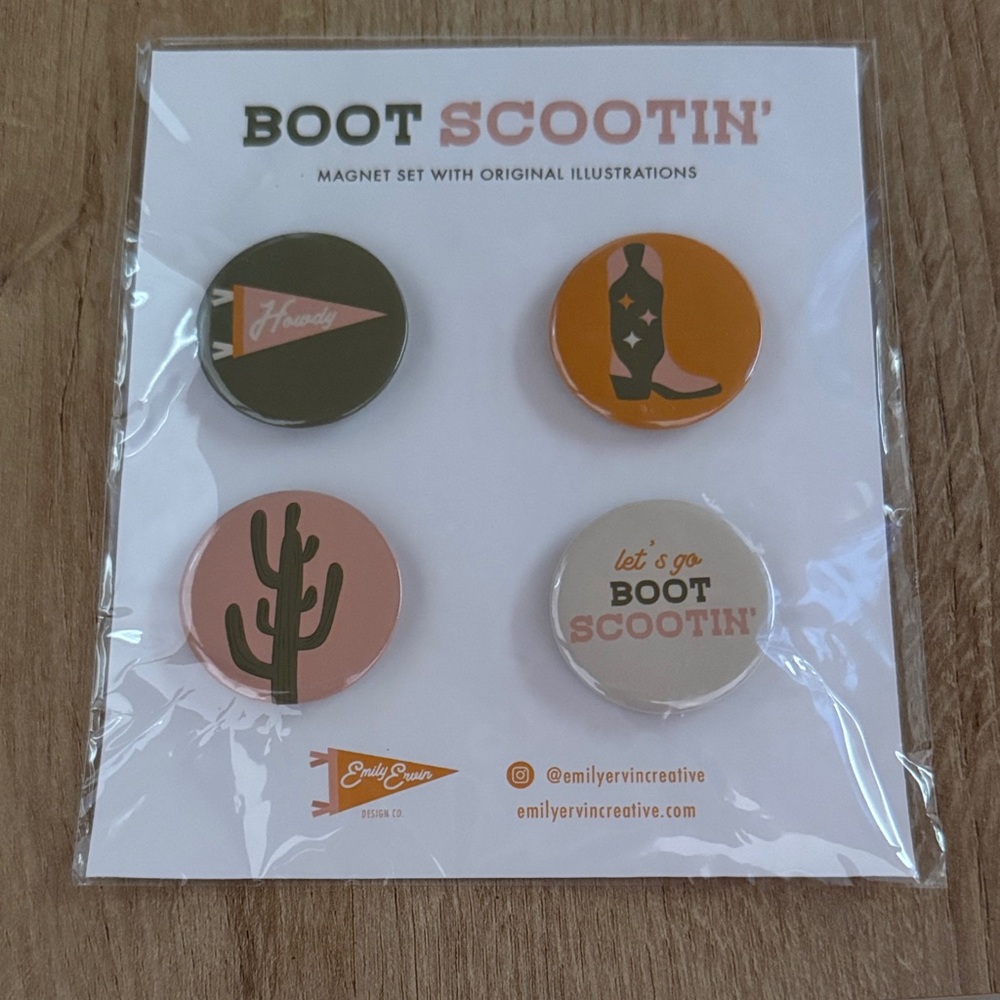 BOOT SCOOTIN'
MAGNET SET WITH ORIGINAL ILLUSTRATIONS
Howdy
let's go
BOOT
SCOOTIN'
Emily Ervin
DESIGN CO.
@emilyervincreative
emilyervincreative.com